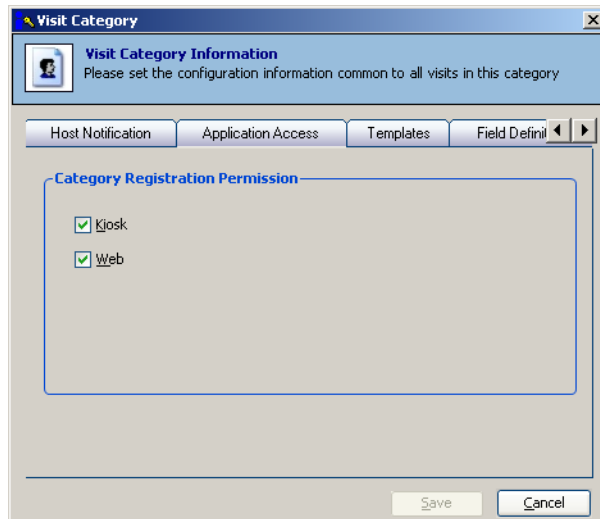 Visit Category
Visit Category Information
Please set the configuration information common to all visits in this category
Host Notification Application Access Templates Field Defini
Category Registration Permission
Kiosk
Web
Save Cancel